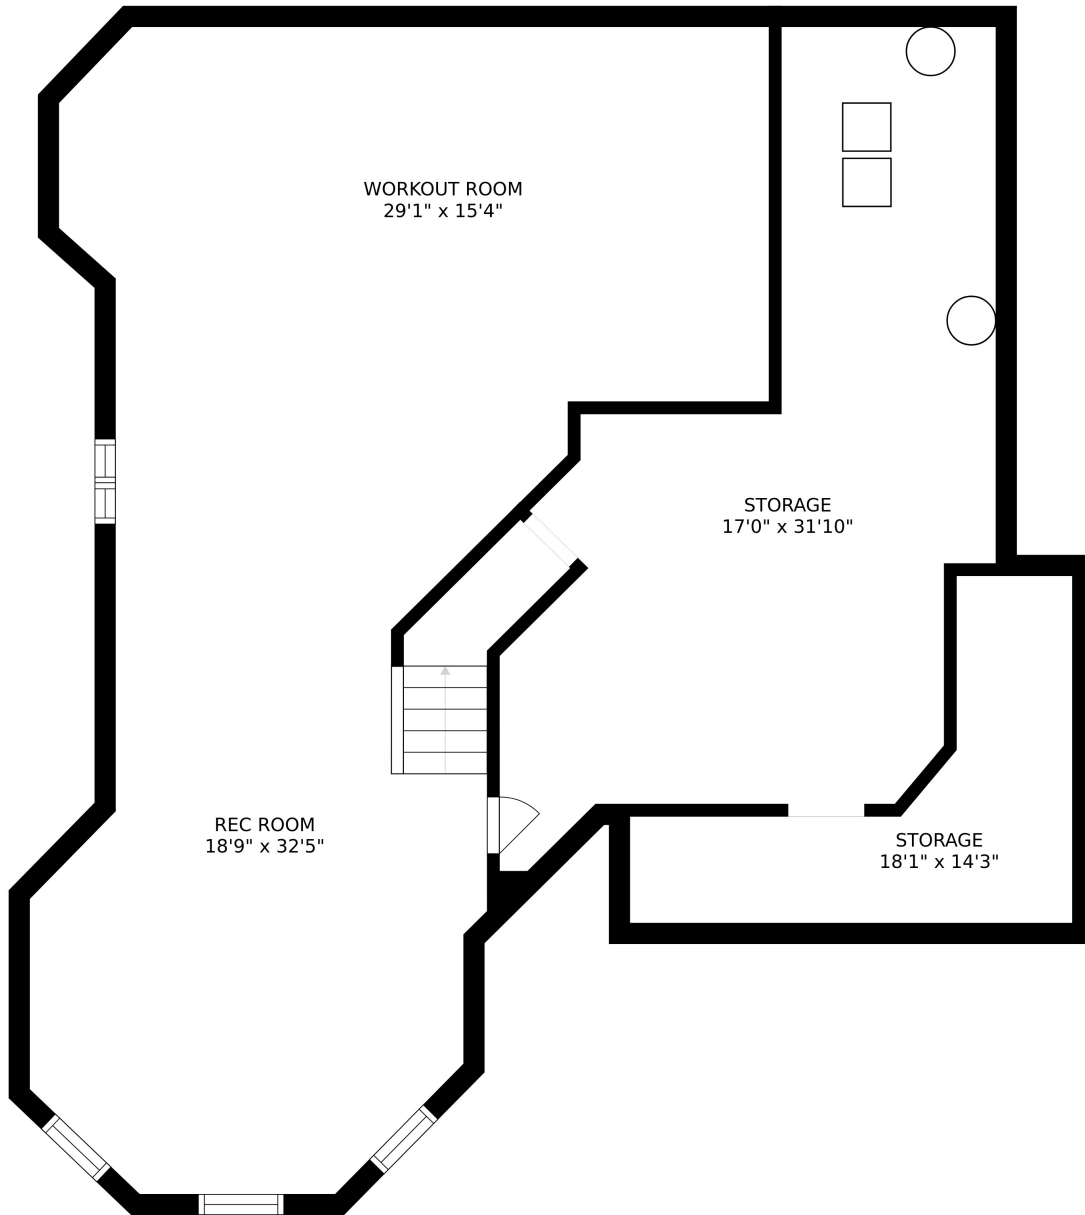 WORKOUT ROOM
29'1" x 15'4"
STORAGE
17'0" x 31'10"
REC ROOM
18'9" x 32'5"
STORAGE
18'1" x 14'3"